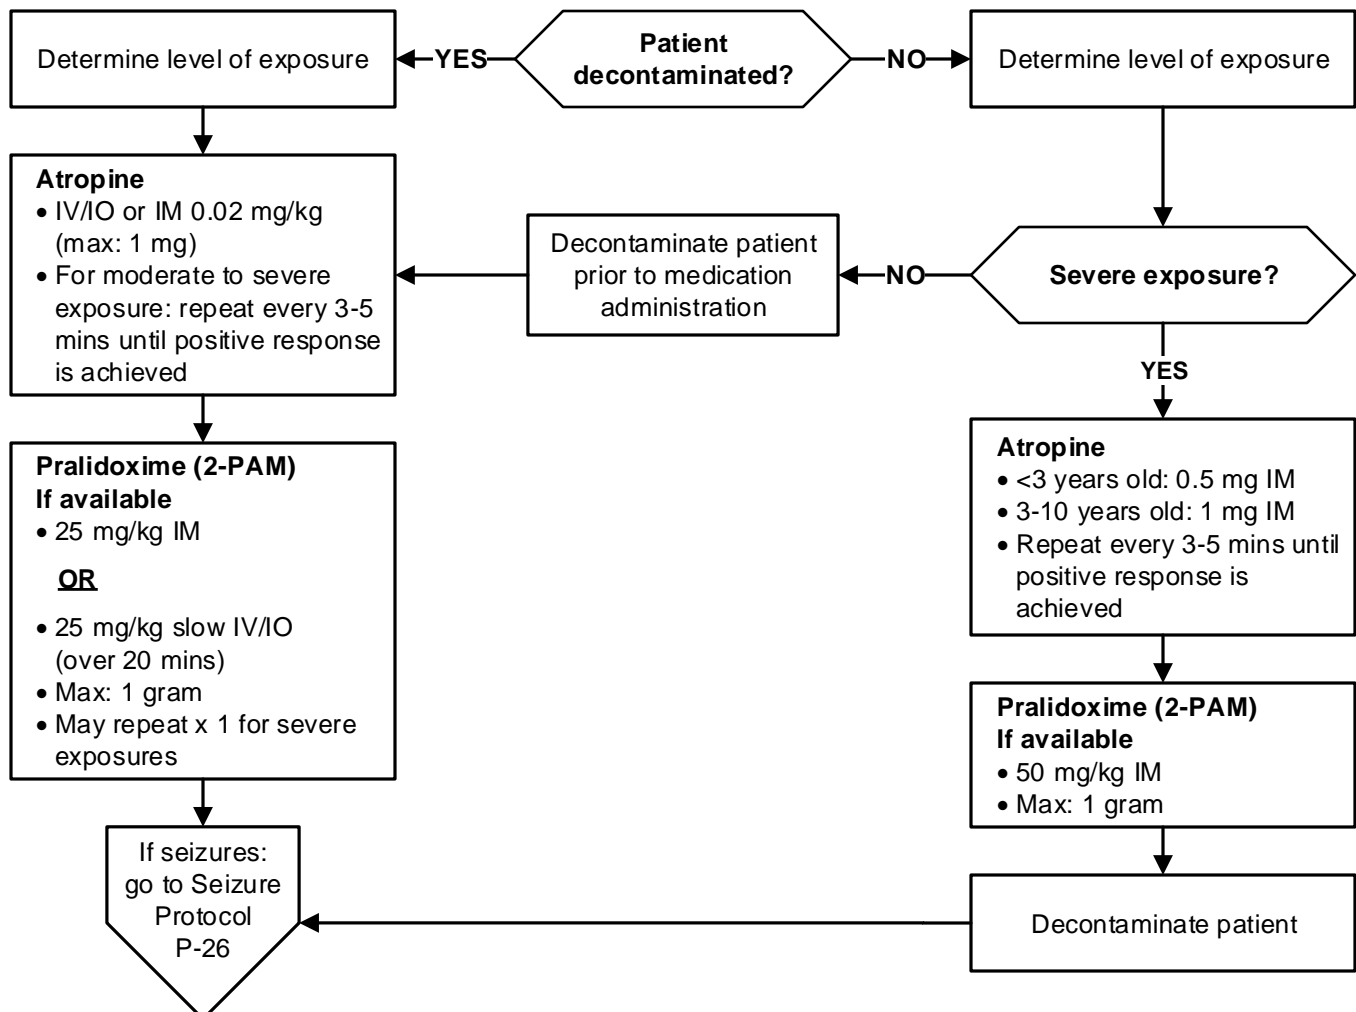 Determine level of exposure
YES
Patient
decontaminated?
NO
Determine level of exposure
Atropine
• IV/IO or IM 0.02 mg/kg
(max: 1 mg)
• For moderate to severe
exposure: repeat every 3-5
mins until positive response
is achieved
Decontaminate patient
prior to medication
administration
NO
Severe exposure?
YES
Pralidoxime (2-PAM)
If available
• 25 mg/kg IM
OR
• 25 mg/kg slow IV/IO
(over 20 mins)
• Max: 1 gram
• May repeat x 1 for severe
exposures
Atropine
• <3 years old: 0.5 mg IM
• 3-10 years old: 1 mg IM
• Repeat every 3-5 mins until
positive response is
achieved
Pralidoxime (2-PAM)
If available
• 50 mg/kg IM
• Max: 1 gram
If seizures:
go to Seizure
Protocol
P-26
Decontaminate patient